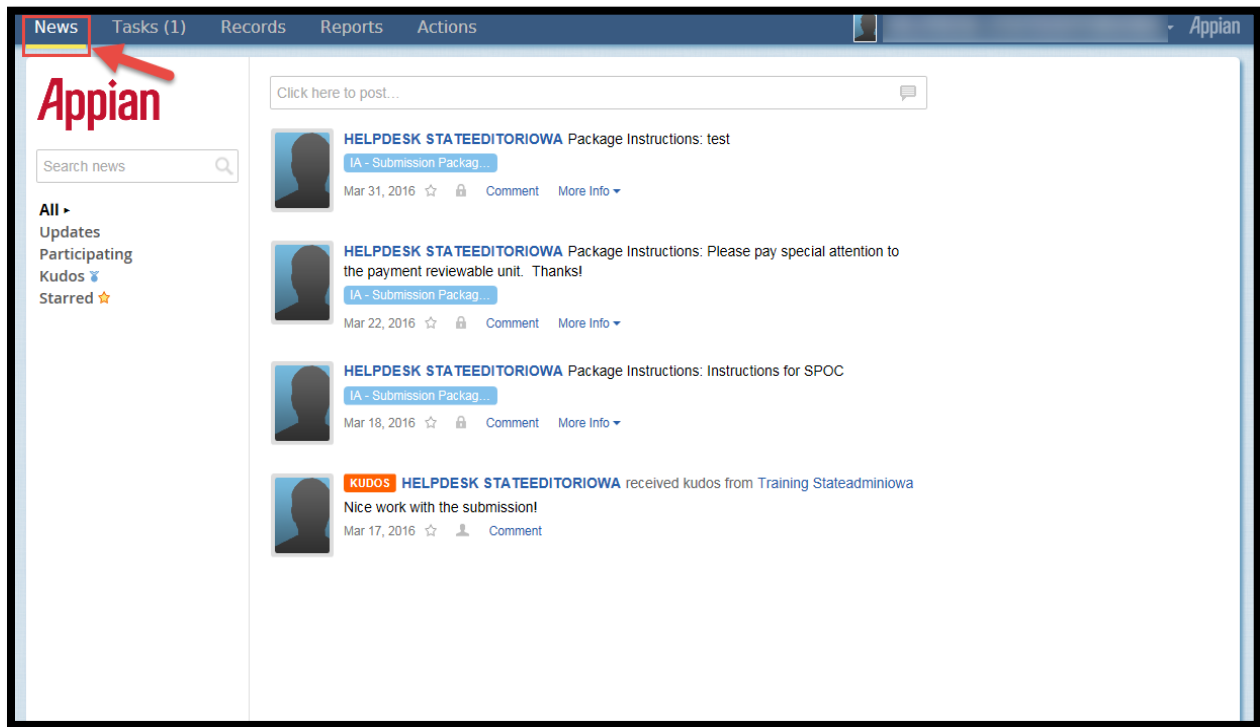 News Tasks (1) Records Reports Actions Appian
Appian
Search news
All
Updates
Participating
Kudos
Starred
Click here to post...
HELPDESK STATEEDITORIOWA Package Instructions: test
IA - Submission Packag...
Mar 31, 2016 Comment More Info
HELPDESK STATEEDITORIOWA Package Instructions: Please pay special attention to
the payment reviewable unit. Thanks!
IA - Submission Packag...
Mar 22, 2016 Comment More Info
HELPDESK STATEEDITORIOWA Package Instructions: Instructions for SPOC
IA - Submission Packag...
Mar 18, 2016 Comment More Info
KUDOS HELPDESK STATEEDITORIOWA received kudos from Training Stateadminiowa
Nice work with the submission!
Mar 17, 2016 Comment